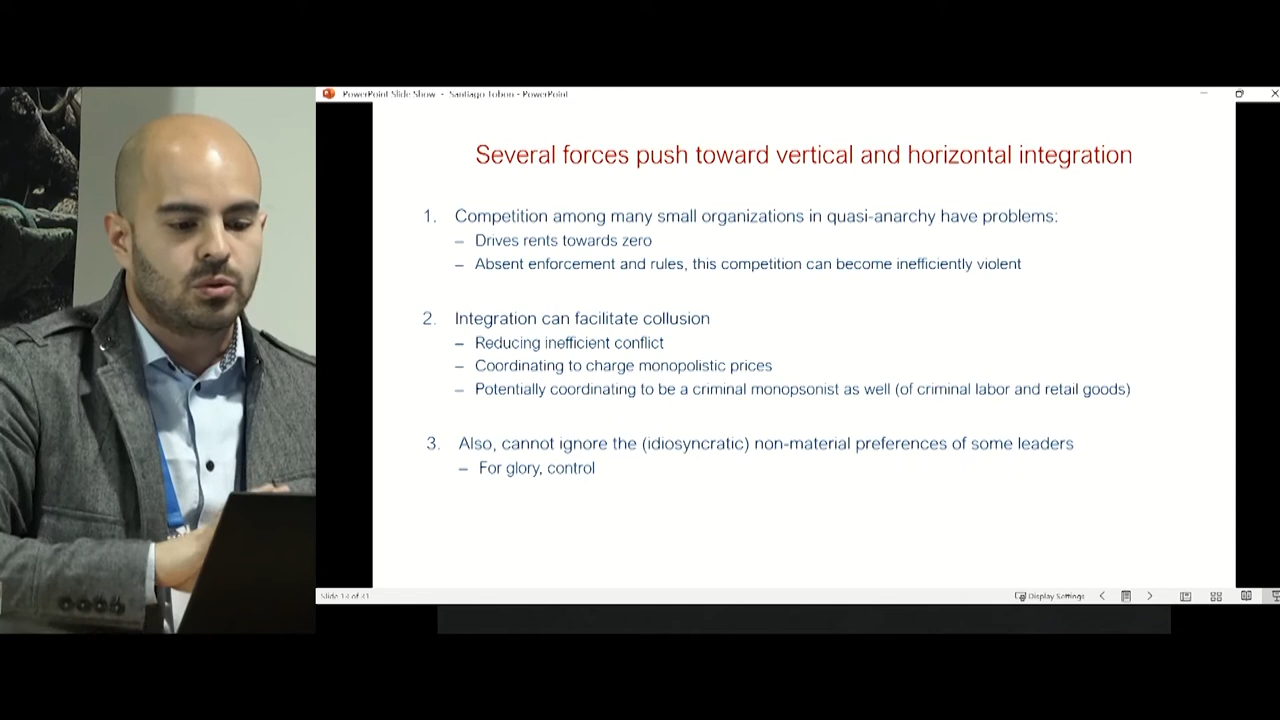 PowerPoint Slide Show - Santiago Tobon - PowerPoint
Several forces push toward vertical and horizontal integration
1. Competition among many small organizations in quasi-anarchy have problems:
– Drives rents towards zero
– Absent enforcement and rules, this competition can become inefficiently violent
2. Integration can facilitate collusion
– Reducing inefficient conflict
– Coordinating to charge monopolistic prices
– Potentially coordinating to be a criminal monopsonist as well (of criminal labor and retail goods)
3. Also, cannot ignore the (idiosyncratic) non-material preferences of some leaders
– For glory, control
Slide of 31
Display Settings